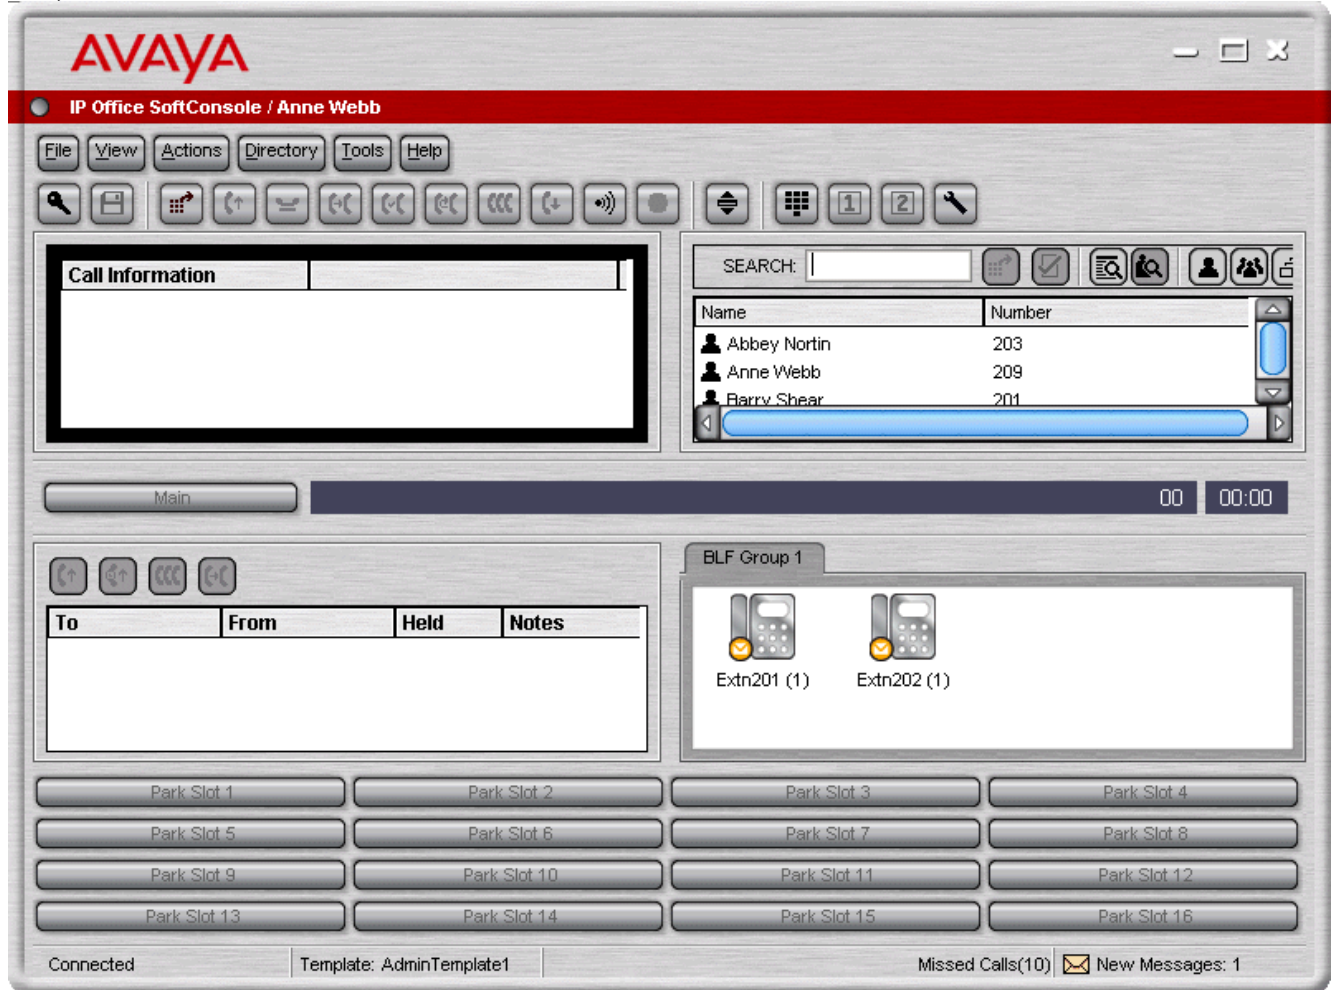 AVAYA
IP Office SoftConsole / Anne Webb
File View Actions Directory Tools Help
1 2
Call Information
SEARCH:
Name Number
Abbey Nortin 203
Anne Webb 209
Barry Shear 201
Main 00 00:00
BLF Group 1
To From Held Notes
Extn201 (1) Extn202 (1)
Park Slot 1 Park Slot 2 Park Slot 3 Park Slot 4
Park Slot 5 Park Slot 6 Park Slot 7 Park Slot 8
Park Slot 9 Park Slot 10 Park Slot 11 Park Slot 12
Park Slot 13 Park Slot 14 Park Slot 15 Park Slot 16
Connected Template: AdminTemplate1 Missed Calls(10) New Messages: 1